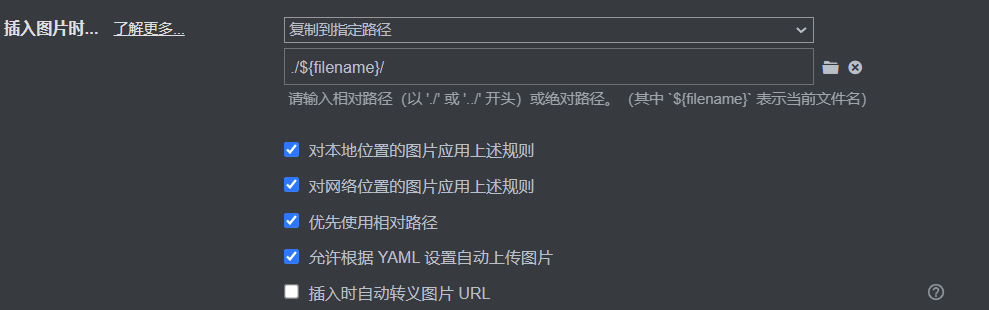 插入图片时... 了解更多... 复制到指定路径
./${filename}/
请输入相对路径（以 './' 或 '../' 开头）或绝对路径。（其中 `${filename}` 表示当前文件名)
对本地位置的图片应用上述规则
对网络位置的图片应用上述规则
优先使用相对路径
允许根据 YAML 设置自动上传图片
插入时自动转义图片 URL